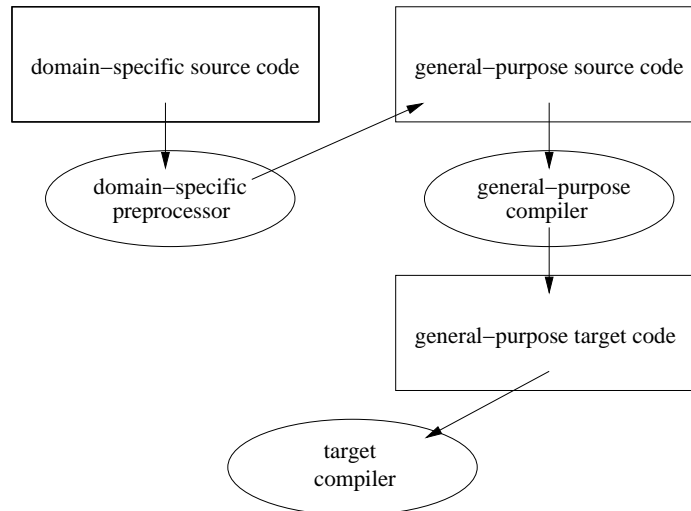 domain−specific source code
general−purpose source code
domain−specific
preprocessor
general−purpose
compiler
general−purpose target code
target
compiler